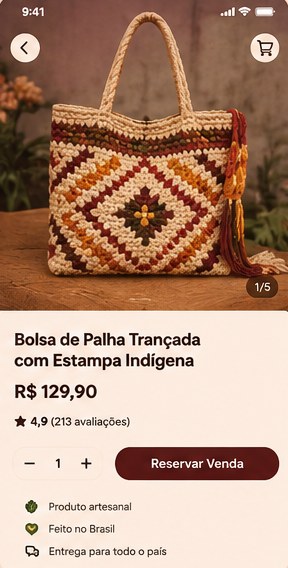 9:41
1/5
Bolsa de Palha Trançada
com Estampa Indígena
R$ 129,90
4,9 (213 avaliações)
− 1 +
Reservar Venda
Produto artesanal
Feito no Brasil
Entrega para todo o país